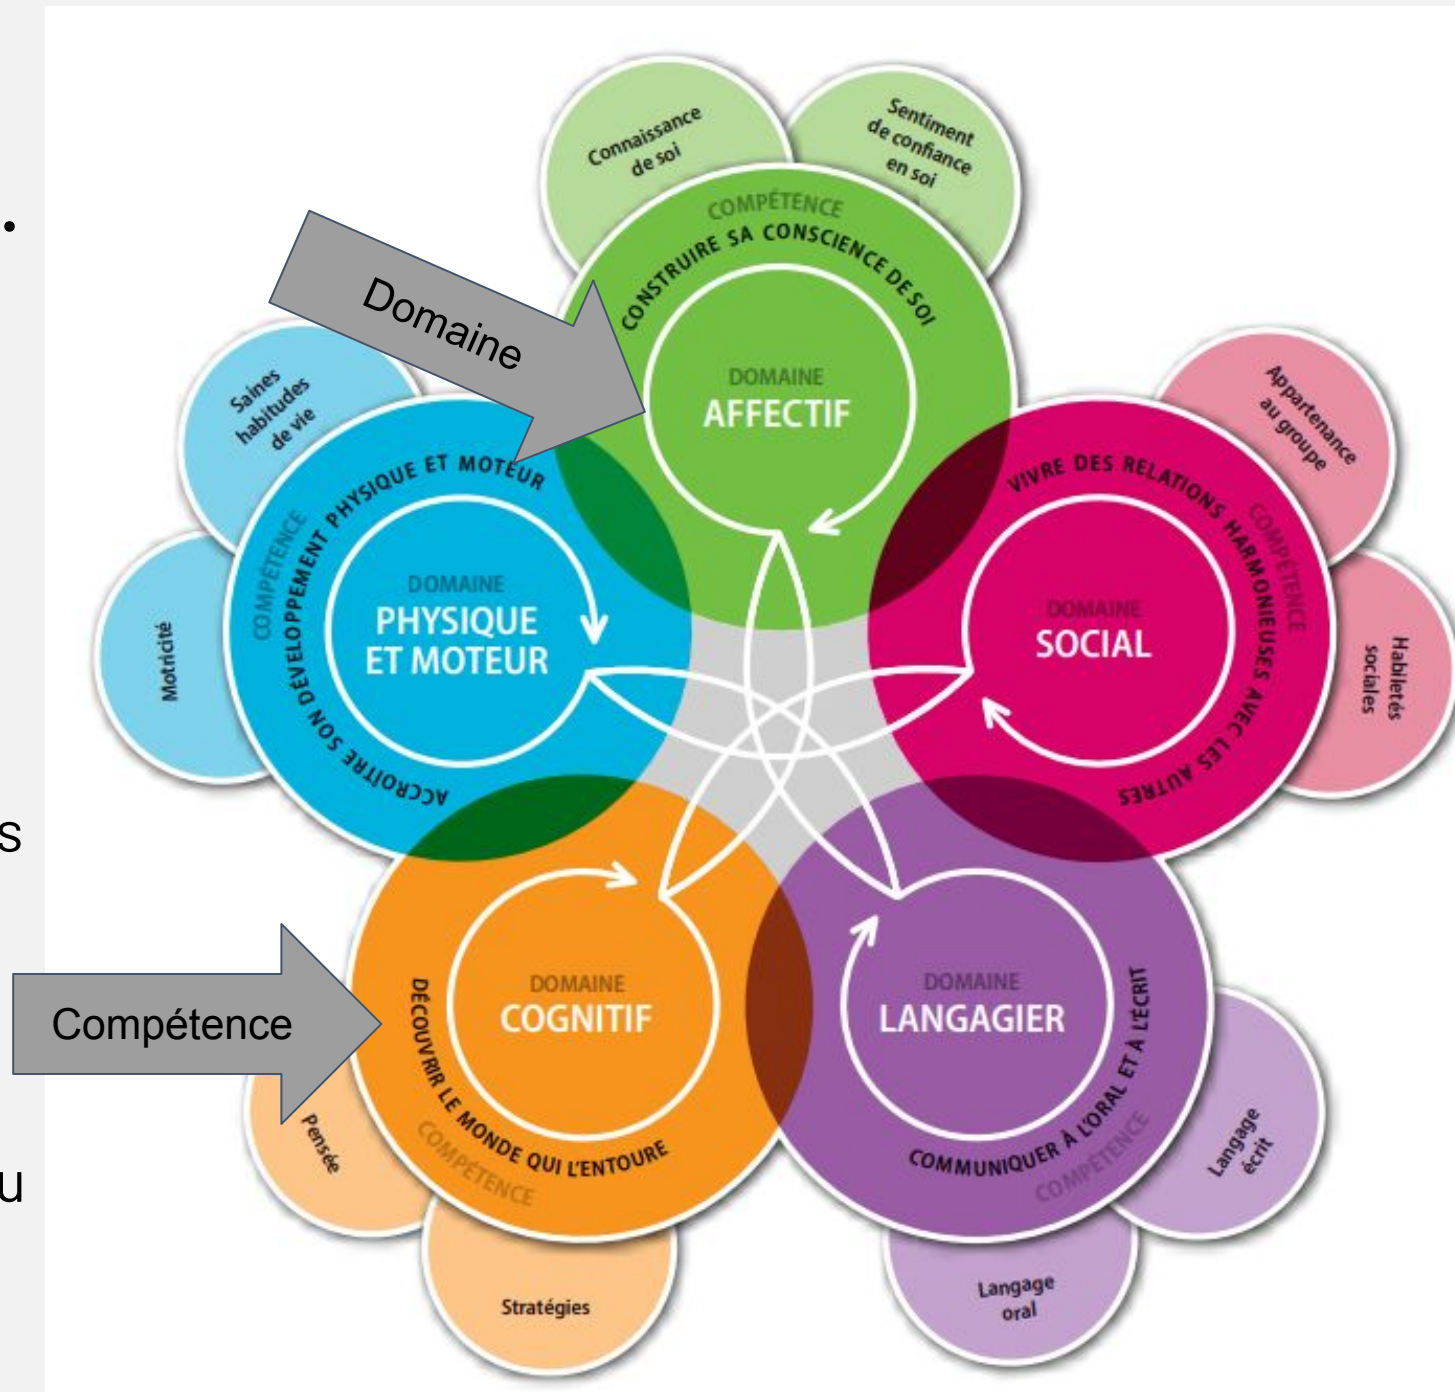 .
s
u
Domaine
Compétence
Connaissance
de soi
Sentiment
de confiance
en soi
COMPÉTENCE
CONSTRUIRE SA CONSCIENCE DE SOI
DOMAINE
AFFECTIF
Appartenance
au groupe
Habiletés
sociales
COMPÉTENCE
VIVRE DES RELATIONS HARMONIEUSES AVEC LES AUTRES
DOMAINE
SOCIAL
Langage
écrit
Langage
oral
COMPÉTENCE
COMMUNIQUER À L'ORAL ET À L'ÉCRIT
DOMAINE
LANGAGIER
Stratégies
Pensée
COMPÉTENCE
DÉCOUVRIR LE MONDE QUI L'ENTOURE
DOMAINE
COGNITIF
Motricité
Saines
habitudes
de vie
COMPÉTENCE
ACCROÎTRE SON DÉVELOPPEMENT PHYSIQUE ET MOTEUR
DOMAINE
PHYSIQUE
ET MOTEUR